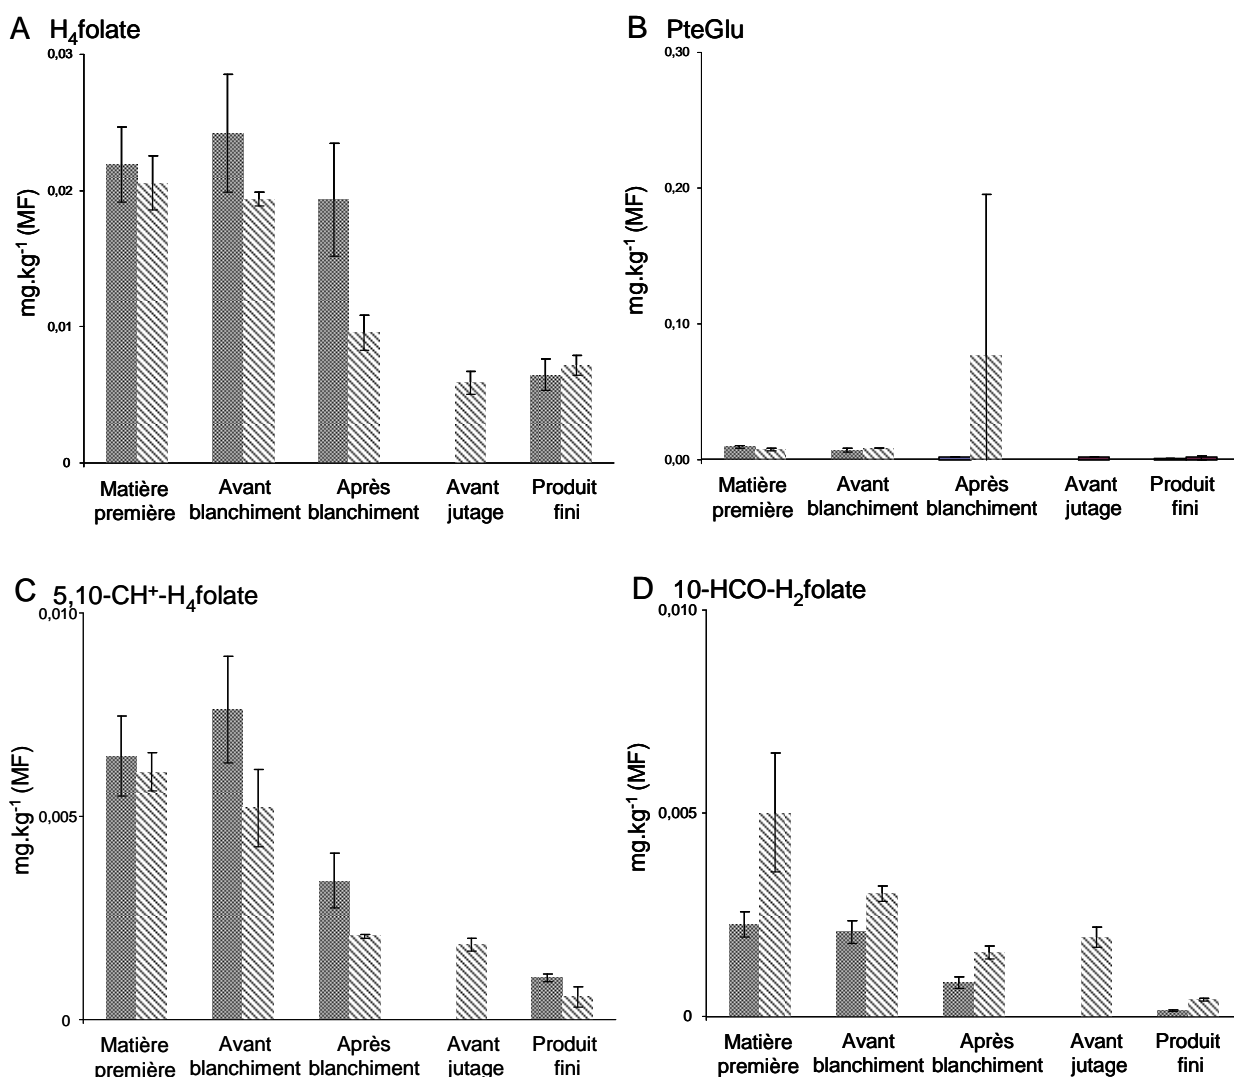 A H₄folate
0,03
0,02
0,01
0
mg.kg⁻¹ (MF)
Matière première
Avant blanchiment
Après blanchiment
Avant jutage
Produit fini
B PteGlu
0,30
0,20
0,10
0,00
mg.kg⁻¹ (MF)
Matière première
Avant blanchiment
Après blanchiment
Avant jutage
Produit fini
C 5,10-CH⁺-H₄folate
0,010
0,005
0
mg.kg⁻¹ (MF)
Matière première
Avant blanchiment
Après blanchiment
Avant jutage
Produit fini
D 10-HCO-H₂folate
0,010
0,005
0
mg.kg⁻¹ (MF)
Matière première
Avant blanchiment
Après blanchiment
Avant jutage
Produit fini